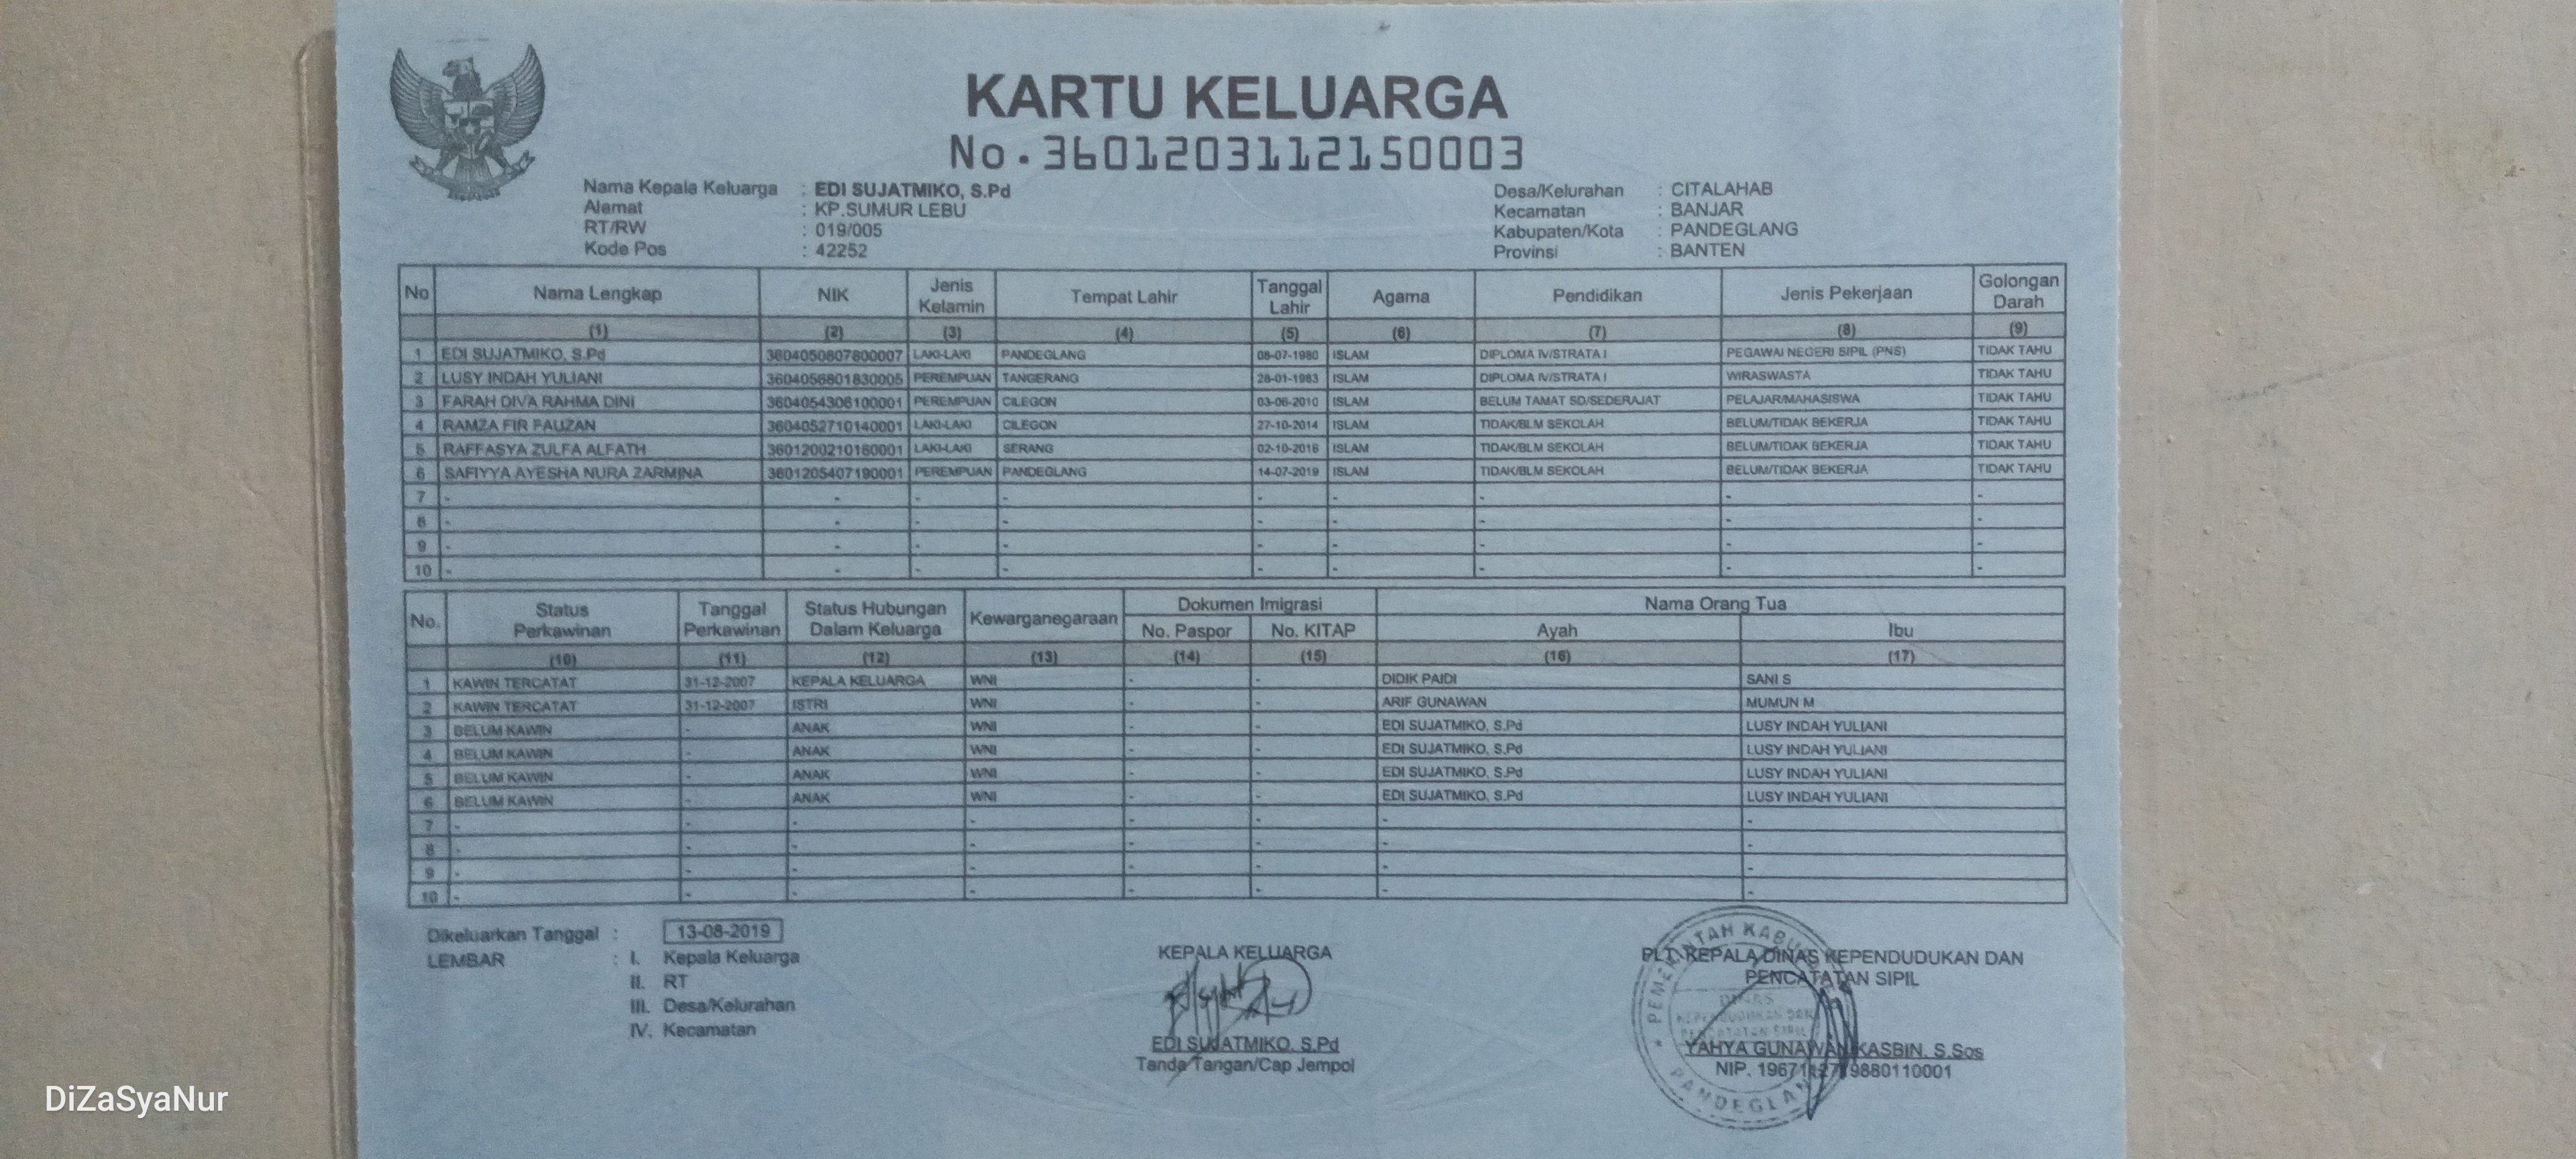 KARTU KELUARGA
No.3601203112150003
Nama Kepala Keluarga : EDI SUJATMIKO, S.Pd
Alamat : KP.SUMUR LEBU
RT/RW : 019/005
Kode Pos : 42252
Desa/Kelurahan : CITALAHAB
Kecamatan : BANJAR
Kabupaten/Kota : PANDEGLANG
Provinsi : BANTEN
No Nama Lengkap NIK Jenis Kelamin Tempat Lahir Tanggal Lahir Agama Pendidikan Jenis Pekerjaan Golongan Darah
(1) (2) (3) (4) (5) (6) (7) (8) (9)
1 EDI SUJATMIKO, S.Pd 3604050807800007 LAKI-LAKI PANDEGLANG 08-07-1980 ISLAM DIPLOMA IV/STRATA I PEGAWAI NEGERI SIPIL (PNS) TIDAK TAHU
2 LUSY INDAH YULIANI 3604056801830005 PEREMPUAN TANGERANG 28-01-1983 ISLAM DIPLOMA IV/STRATA I WIRASWASTA TIDAK TAHU
3 FARAH DIVA RAHMA DINI 3604054306100001 PEREMPUAN CILEGON 03-06-2010 ISLAM BELUM TAMAT SD/SEDERAJAT PELAJAR/MAHASISWA TIDAK TAHU
4 RAMZA FIR FAUZAN 3604052710140001 LAKI-LAKI CILEGON 27-10-2014 ISLAM TIDAK/BLM SEKOLAH BELUM/TIDAK BEKERJA TIDAK TAHU
5 RAFFASYA ZULFA ALFATH 3601200210160001 LAKI-LAKI SERANG 02-10-2016 ISLAM TIDAK/BLM SEKOLAH BELUM/TIDAK BEKERJA TIDAK TAHU
6 SAFIYYA AYESHA NURA ZARMINA 3601205407190001 PEREMPUAN PANDEGLANG 14-07-2019 ISLAM TIDAK/BLM SEKOLAH BELUM/TIDAK BEKERJA TIDAK TAHU
7 - - - - - - - - -
8 - - - - - - - - -
9 - - - - - - - - -
10 - - - - - - - - -
No. Status Perkawinan Tanggal Perkawinan Status Hubungan Dalam Keluarga Kewarganegaraan Dokumen Imigrasi Nama Orang Tua
No. Paspor No. KITAP Ayah Ibu
(10) (11) (12) (13) (14) (15) (16) (17)
1 KAWIN TERCATAT 31-12-2007 KEPALA KELUARGA WNI - - DIDIK PAIDI SANI S
2 KAWIN TERCATAT 31-12-2007 ISTRI WNI - - ARIF GUNAWAN MUMUN M
3 BELUM KAWIN - ANAK WNI - - EDI SUJATMIKO, S.Pd LUSY INDAH YULIANI
4 BELUM KAWIN - ANAK WNI - - EDI SUJATMIKO, S.Pd LUSY INDAH YULIANI
5 BELUM KAWIN - ANAK WNI - - EDI SUJATMIKO, S.Pd LUSY INDAH YULIANI
6 BELUM KAWIN - ANAK WNI - - EDI SUJATMIKO, S.Pd LUSY INDAH YULIANI
7 - - - - - - - -
8 - - - - - - - -
9 - - - - - - - -
10 - - - - - - - -
Dikeluarkan Tanggal : 13-08-2019
LEMBAR : I. Kepala Keluarga
II. RT
III. Desa/Kelurahan
IV. Kecamatan
KEPALA KELUARGA
EDI SUJATMIKO, S.Pd
Tanda Tangan/Cap Jempol
PLT. KEPALA DINAS KEPENDUDUKAN DAN
PENCATATAN SIPIL
DINAS
KEPENDUDUKAN DAN
PENCATATAN SIPIL
PANDEGLANG
YAHYA GUNAWAN KASBIN, S.Sos
NIP.
DiZaSyaNur